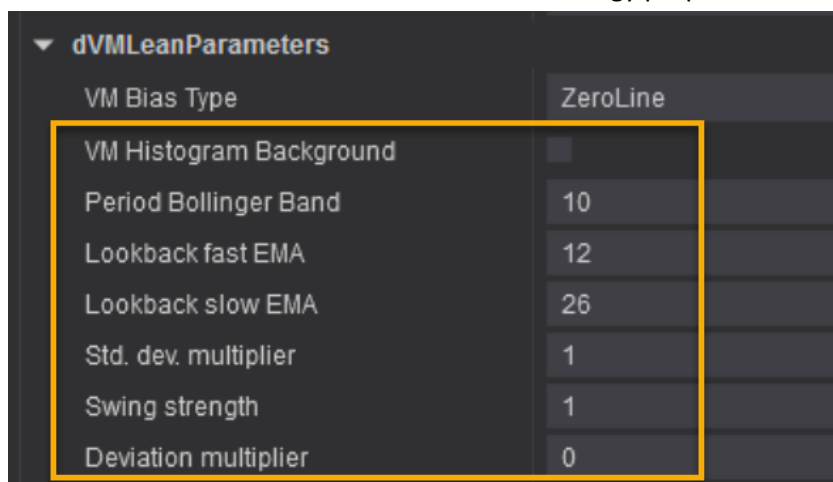 dVMLeanParameters
VM Bias Type ZeroLine
VM Histogram Background
Period Bollinger Band 10
Lookback fast EMA 12
Lookback slow EMA 26
Std. dev. multiplier 1
Swing strength 1
Deviation multiplier 0